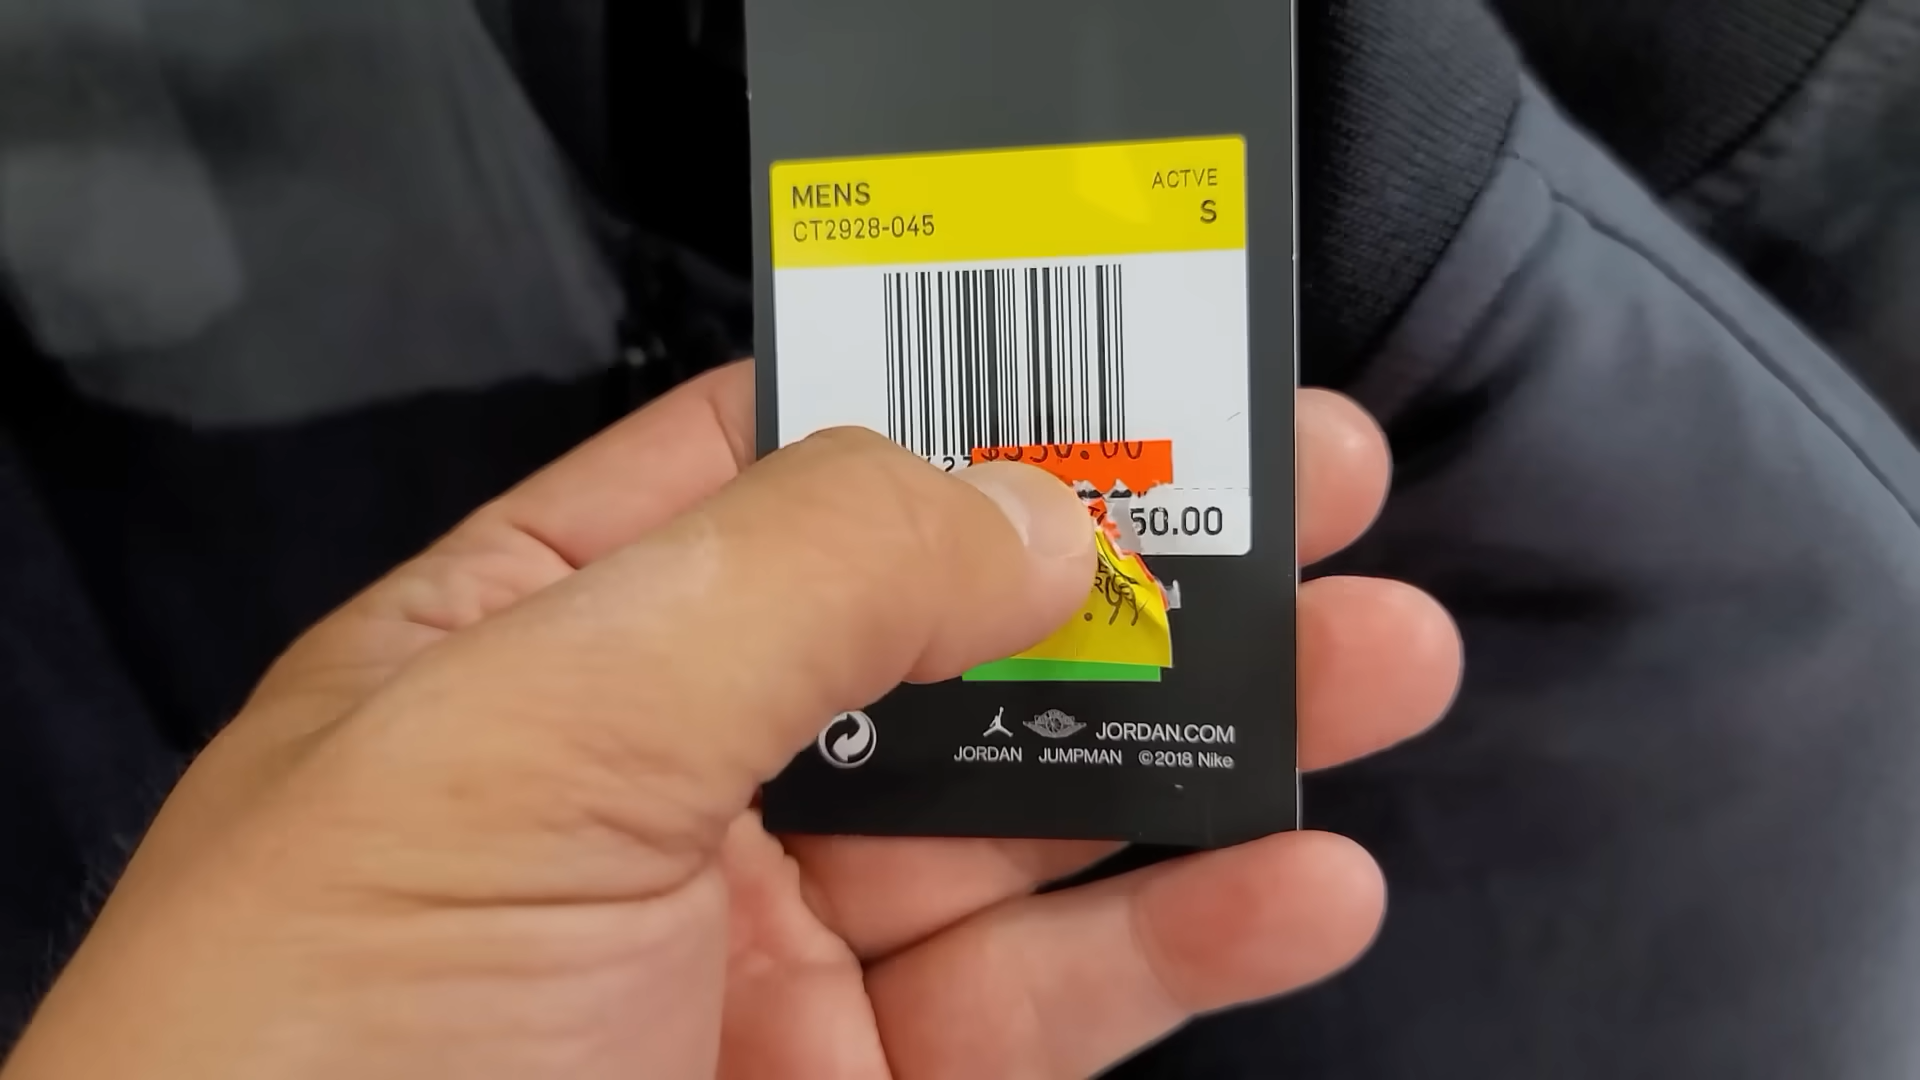 MENS
ACTVE
CT2928-045
S
50.00
JORDAN.COM
JORDAN JUMPMAN ©2018 Nike